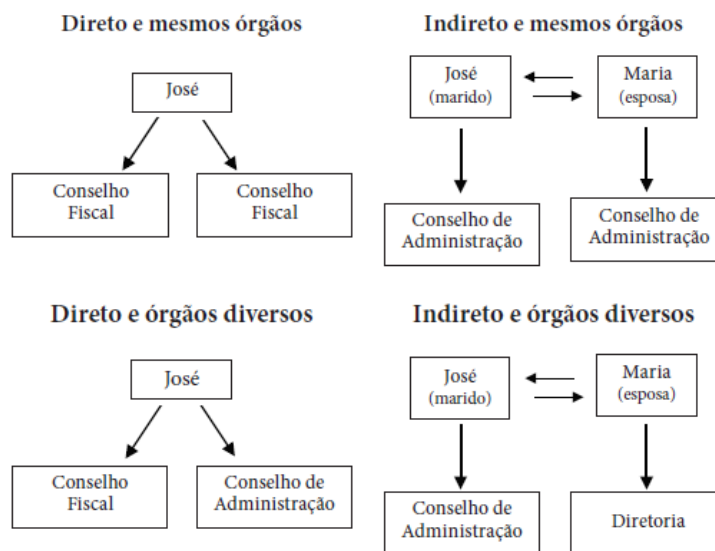 Direto e mesmos órgãos
José
Conselho
Fiscal
Conselho
Fiscal
Indireto e mesmos órgãos
José
(marido)
Maria
(esposa)
Conselho de
Administração
Conselho de
Administração
Direto e órgãos diversos
José
Conselho
Fiscal
Conselho de
Administração
Indireto e órgãos diversos
José
(marido)
Maria
(esposa)
Conselho de
Administração
Diretoria